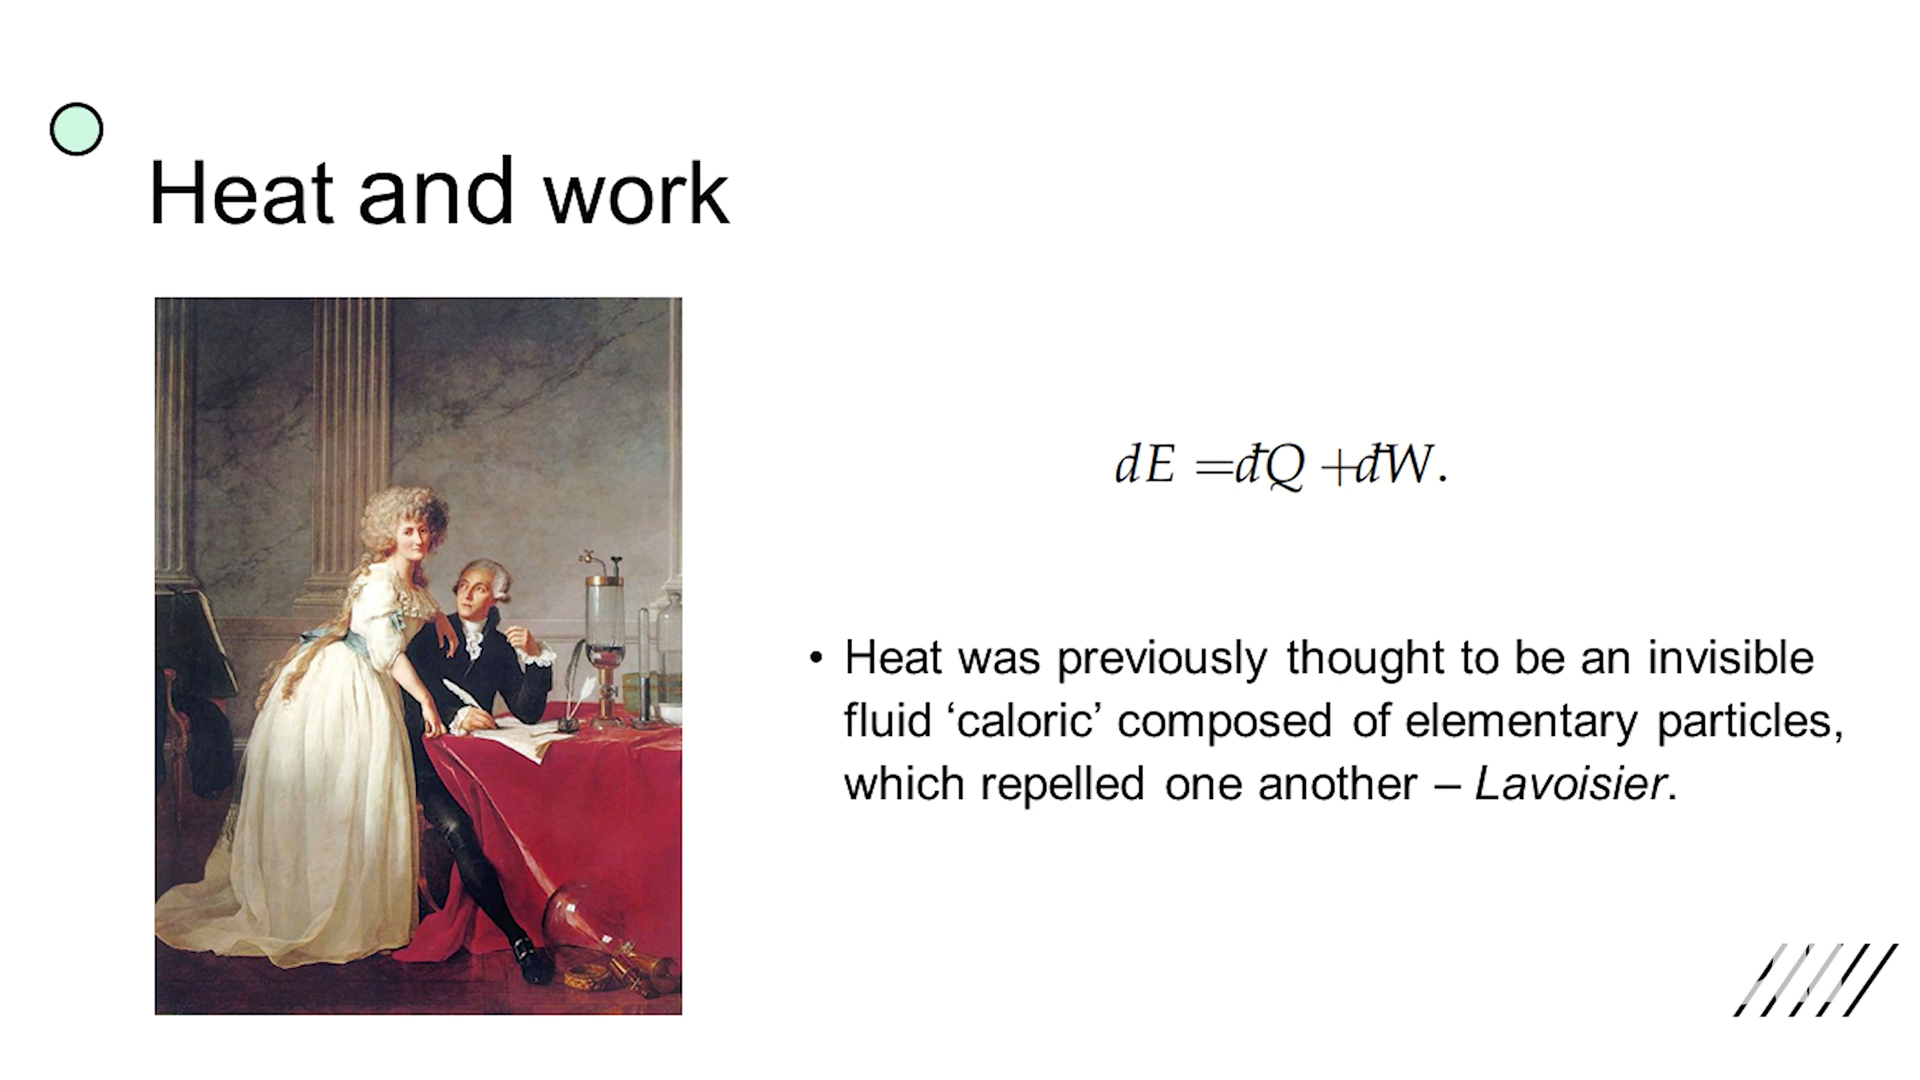 Heat and work
dE =đQ +đW.
• Heat was previously thought to be an invisible
fluid ‘caloric’ composed of elementary particles,
which repelled one another – Lavoisier.